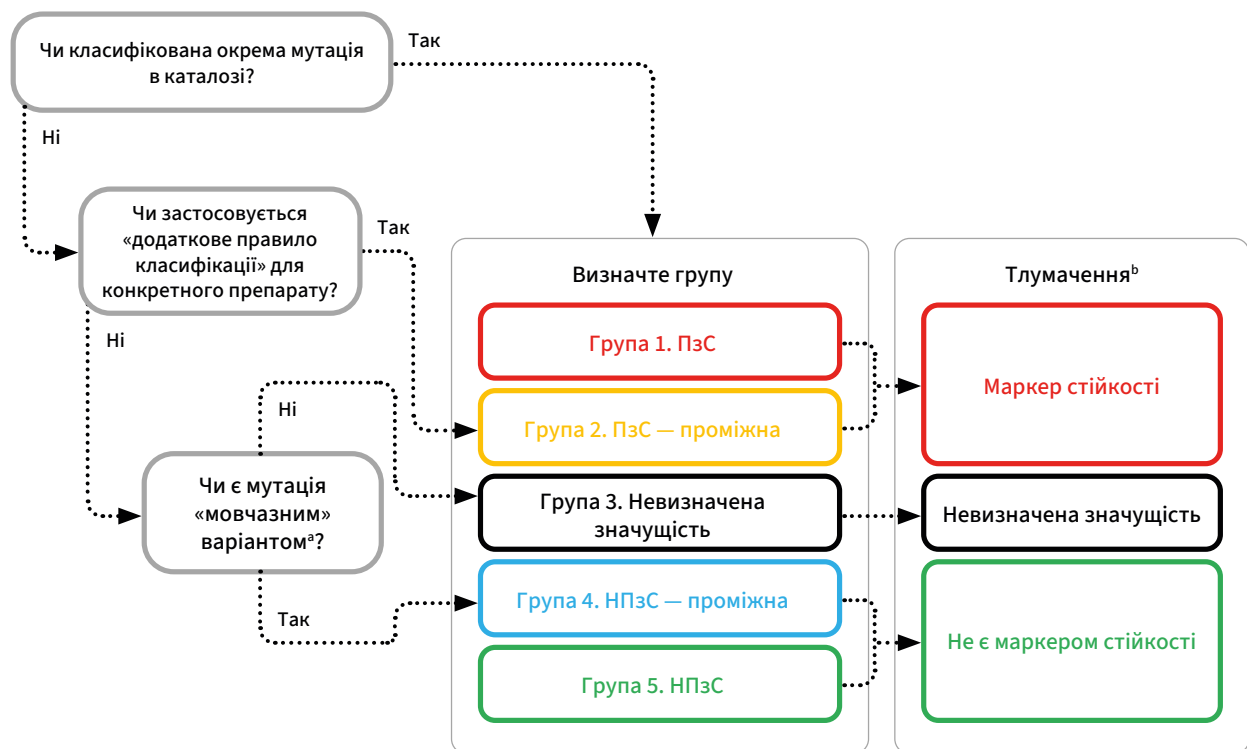 Чи класифікована окрема мутація
в каталозі?
Так
Ні
Чи застосовується
«додаткове правило
класифікації» для
конкретного препарату?
Так
Ні
Чи є мутація
«мовчазним»
варіантомᵃ?
Ні
Так
Визначте групу
Група 1. ПзС
Група 2. ПзС — проміжна
Група 3. Невизначена
значущість
Група 4. НПзС — проміжна
Група 5. НПзС
Тлумаченняᵇ
Маркер стійкості
Невизначена значущість
Не є маркером стійкості